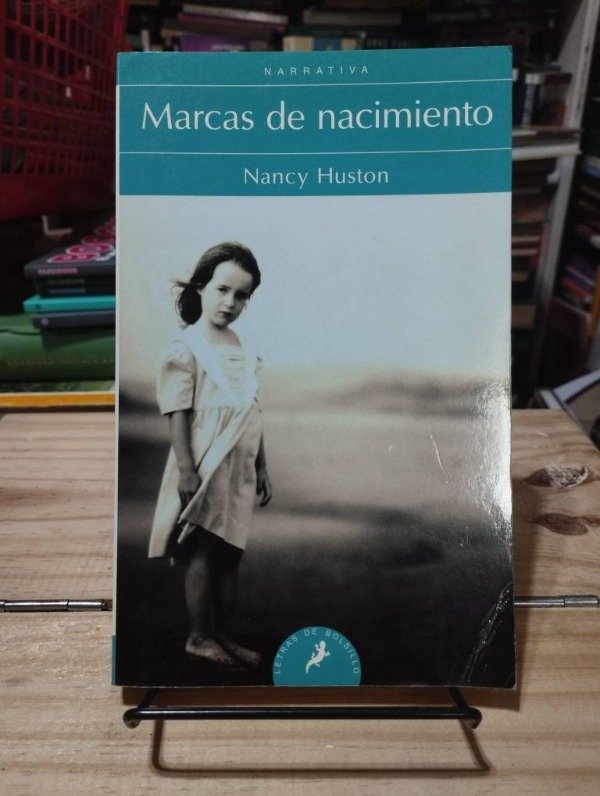 NARRATIVA
Marcas de nacimiento
Nancy Huston
LETRAS DE BOLSILLO